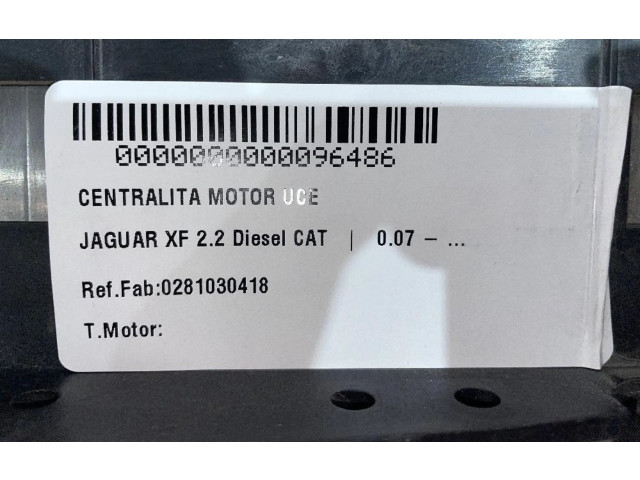 0000000000096486
CENTRALITA MOTOR UCE
JAGUAR XF 2.2 Diesel CAT | 0.07 – ...
Ref.Fab:0281030418
T.Motor: